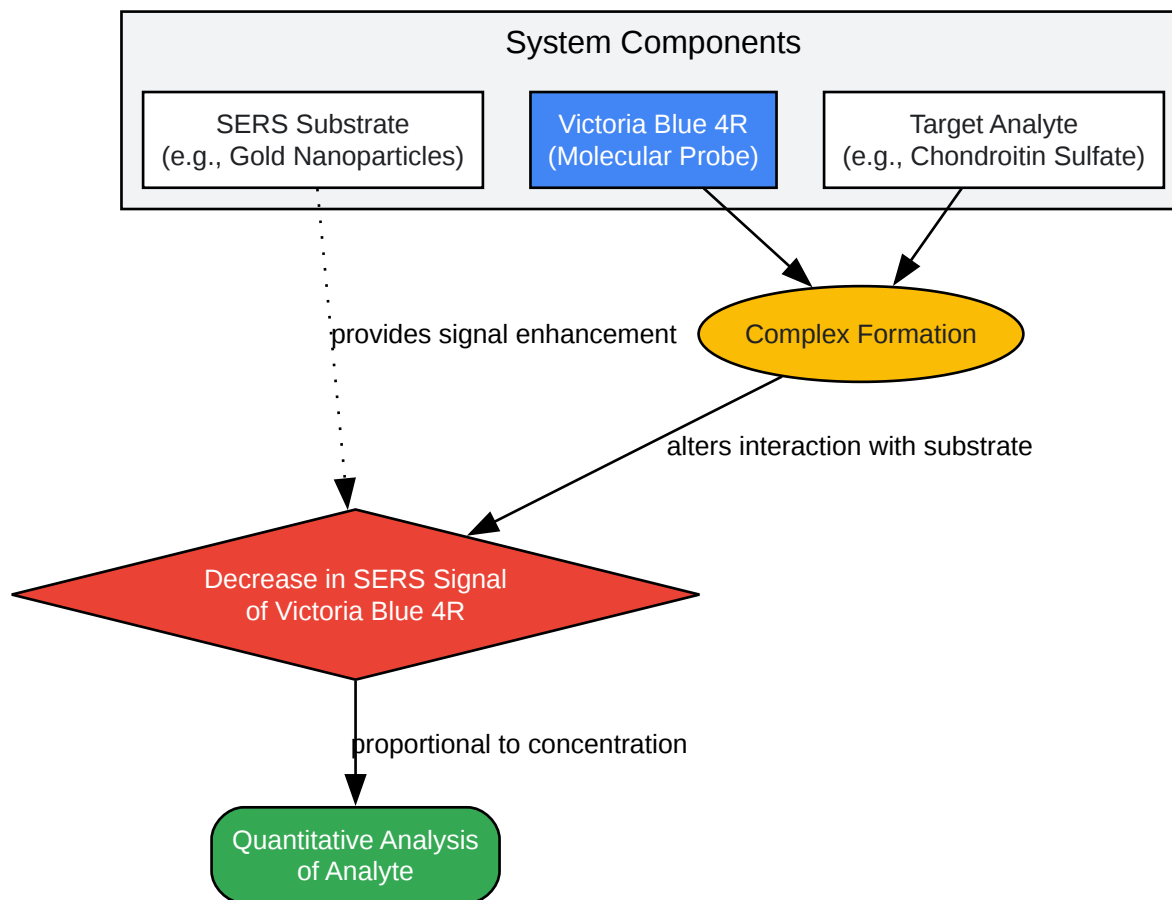 System Components
SERS Substrate
(e.g., Gold Nanoparticles)
Victoria Blue 4R
(Molecular Probe)
Target Analyte
(e.g., Chondroitin Sulfate)
provides signal enhancement
Complex Formation
alters interaction with substrate
Decrease in SERS Signal
of Victoria Blue 4R
proportional to concentration
Quantitative Analysis
of Analyte